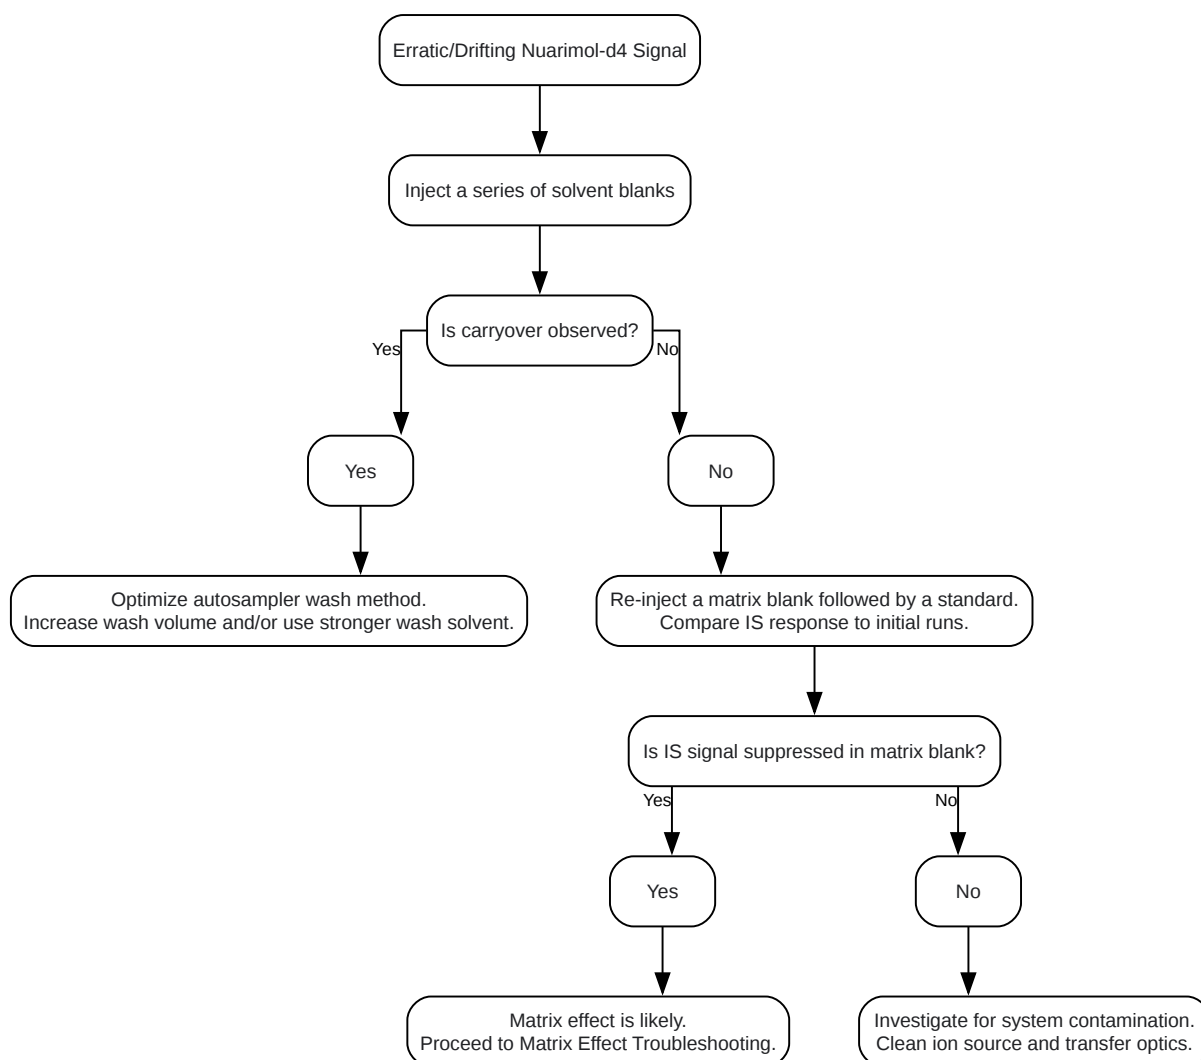 Erratic/Drifting Nuarimol-d4 Signal
Inject a series of solvent blanks
Is carryover observed?
Yes
No
Yes
No
Optimize autosampler wash method.
Increase wash volume and/or use stronger wash solvent.
Re-inject a matrix blank followed by a standard.
Compare IS response to initial runs.
Is IS signal suppressed in matrix blank?
Yes
No
Yes
No
Matrix effect is likely.
Proceed to Matrix Effect Troubleshooting.
Investigate for system contamination.
Clean ion source and transfer optics.